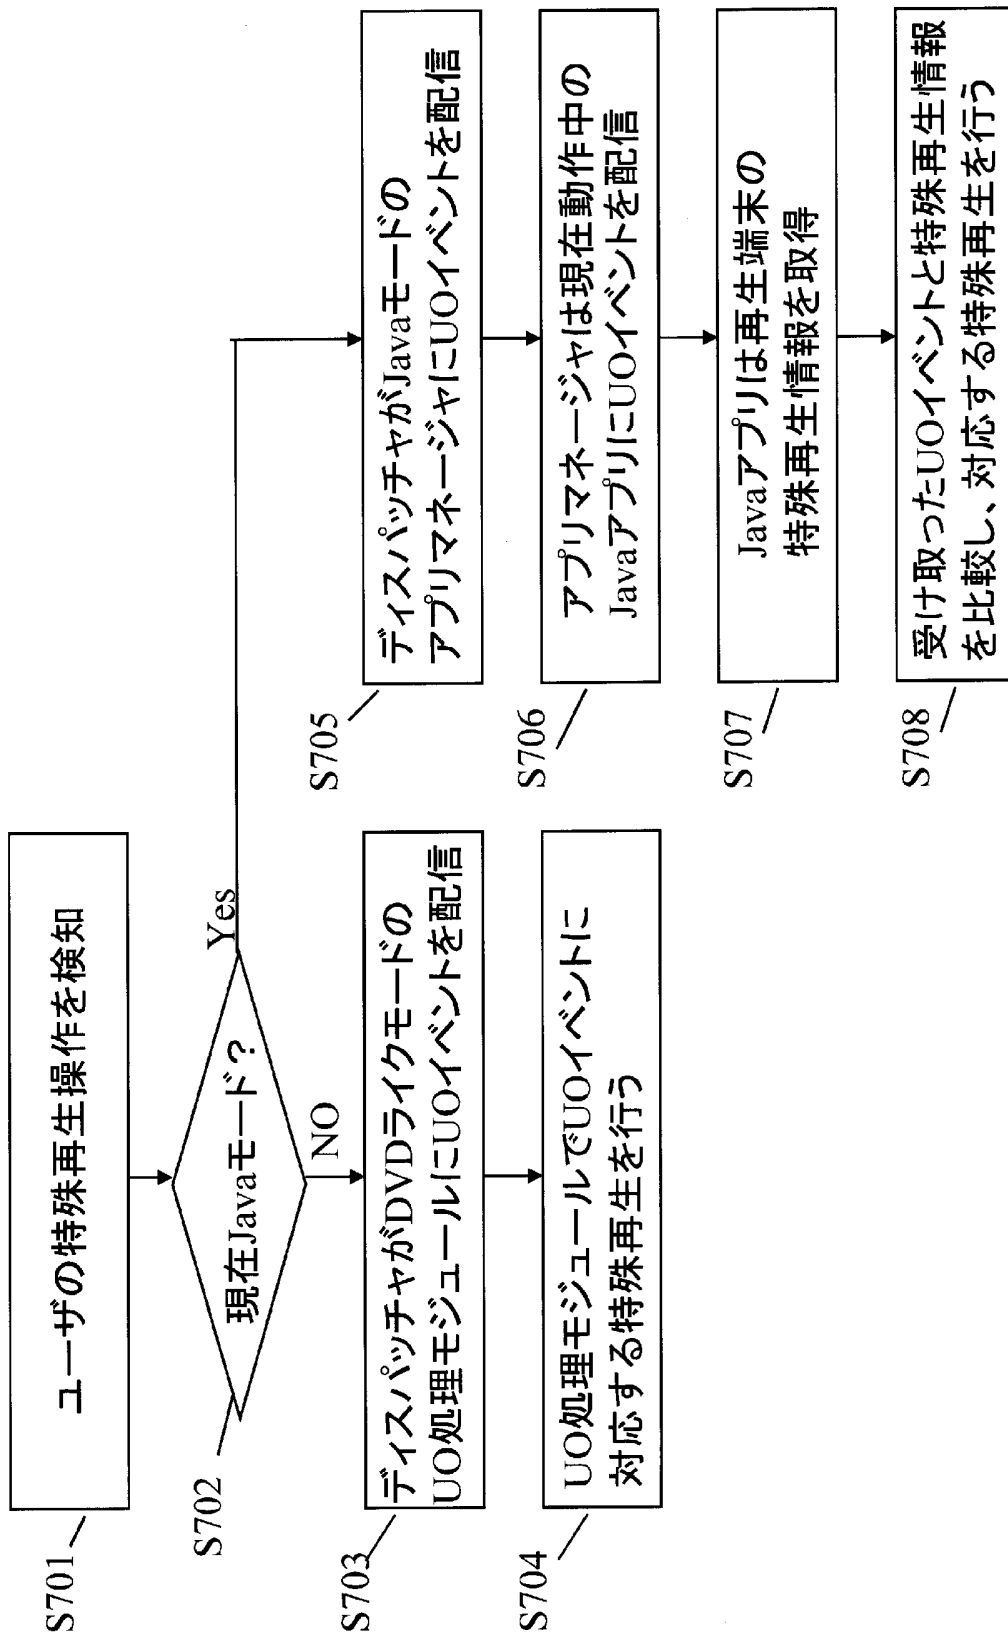 S701
ユーザの特殊再生操作を検知
S702
現在Javaモード？
Yes
NO
S703
ディスパッチャがDVDライクモードの
UO処理モジュールにUOイベントを配信
S704
UO処理モジュールでUOイベントに
対応する特殊再生を行う
S705
ディスパッチャがJavaモードの
アプリマネージャにUOイベントを配信
S706
アプリマネージャは現在動作中の
JavaアプリにUOイベントを配信
S707
Javaアプリは再生端末の
特殊再生情報を取得
S708
受け取ったUOイベントと特殊再生情報
を比較し、対応する特殊再生を行う